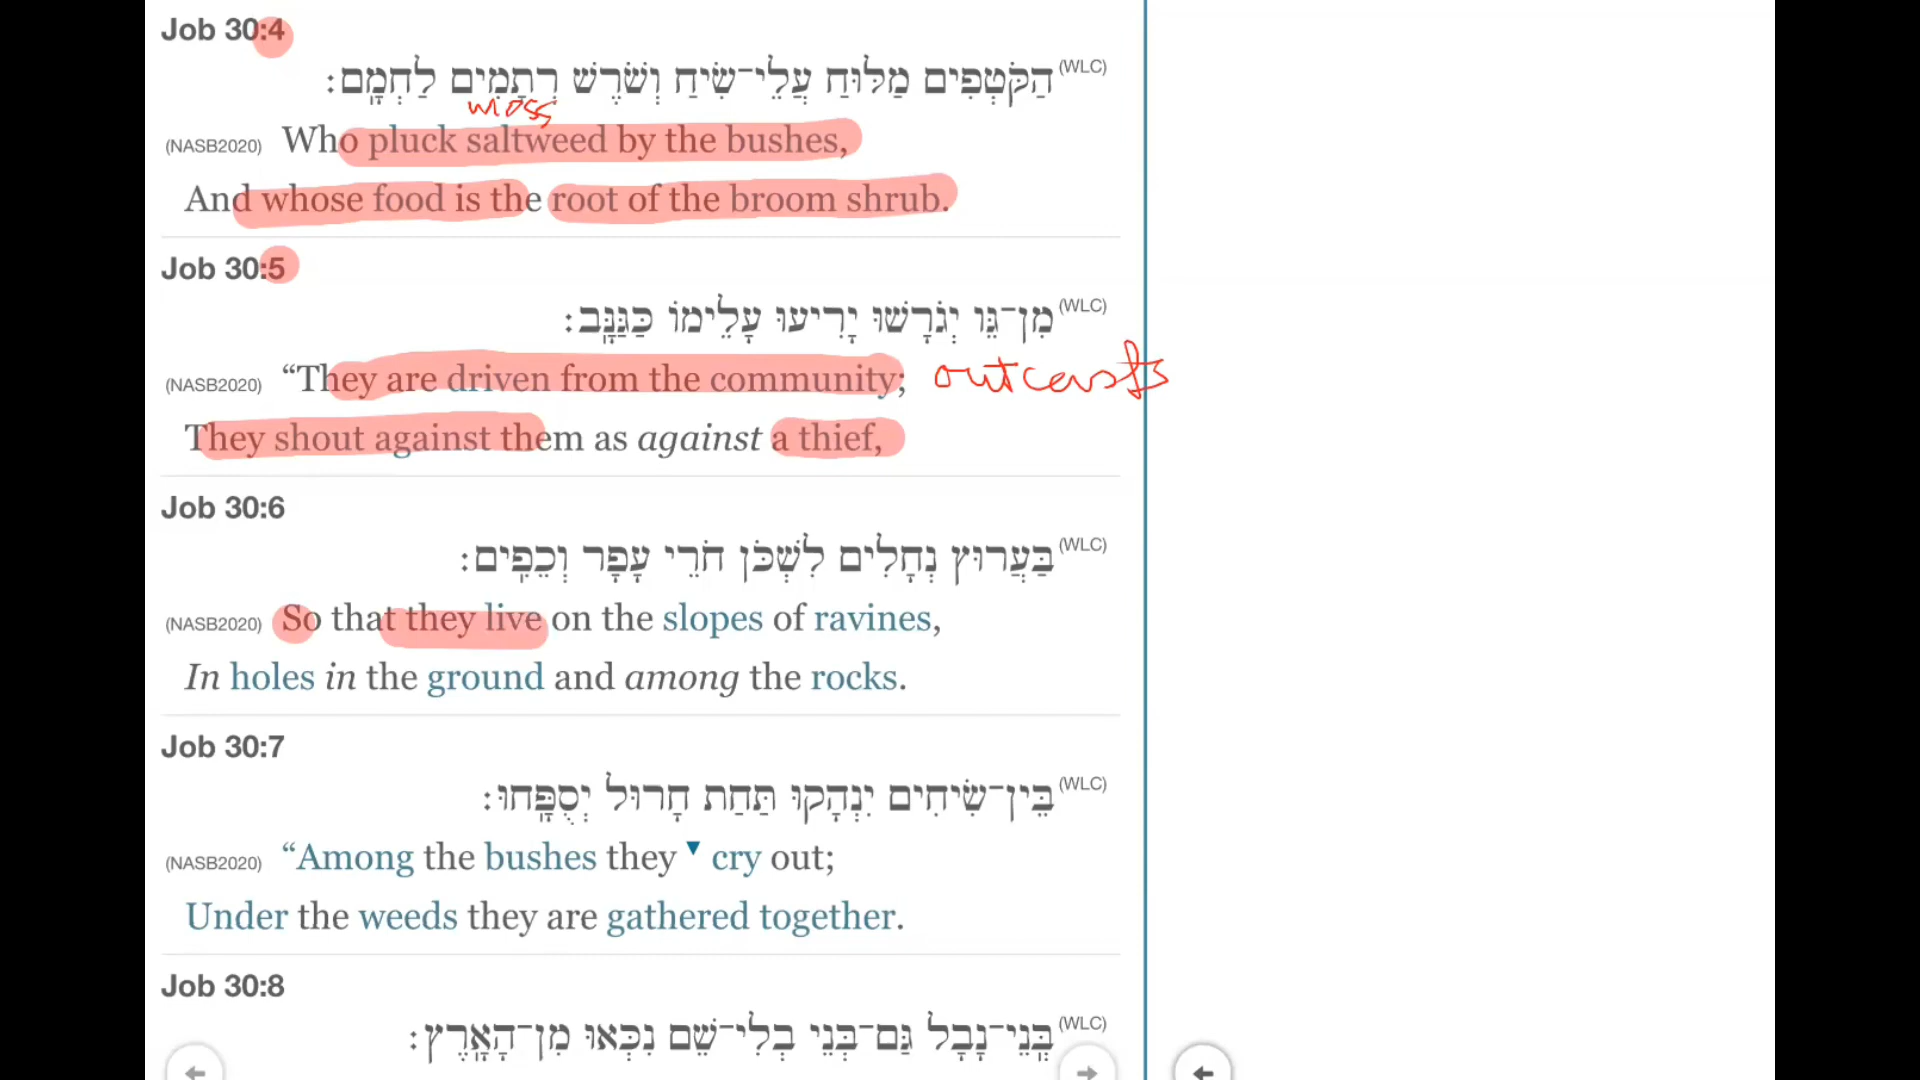 Job 30:4
הַקֹּטְפִים מַלּוּחַ עֲלֵי־שִׂיחַ וְשֹׁרֶשׁ רְתָמִים לַחְמָֽם׃ (WLC)
moss
(NASB2020) Who pluck saltweed by the bushes,
And whose food is the root of the broom shrub.
Job 30:5
מִן־גֵּו יְגֹרָשׁוּ יָרִיעוּ עָלֵימוֹ כַּגַּנָּֽב׃ (WLC)
(NASB2020) “They are driven from the community; outcasts
They shout against them as against a thief,
Job 30:6
בַּעֲרוּץ נְחָלִים לִשְׁכֹּן חֹרֵי עָפָר וְכֵפִֽים׃ (WLC)
(NASB2020) So that they live on the slopes of ravines,
In holes in the ground and among the rocks.
Job 30:7
בֵּין־שִׂיחִים יִנְהָקוּ תַּחַת חָרוּל יְסֻפָּֽחוּ׃ (WLC)
(NASB2020) “Among the bushes they cry out;
Under the weeds they are gathered together.
Job 30:8
בְּֽנֵי־נָבָל גַּם־בְּנֵי בְלִי־שֵׁם נִכְּאוּ מִן־הָאָֽרֶץ׃ (WLC)